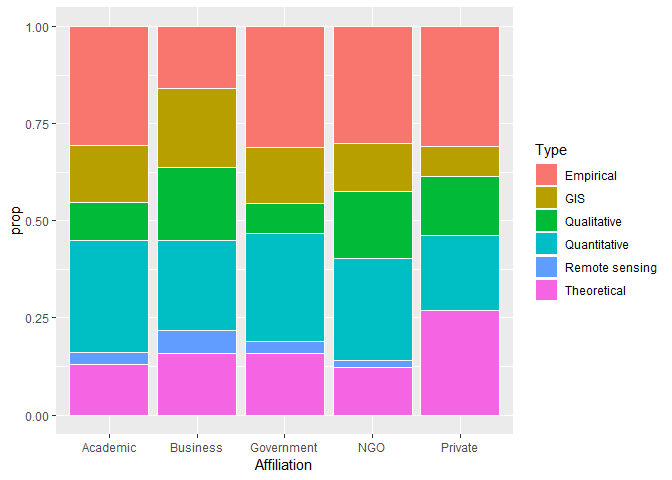 1.00
0.75
0.50
0.25
0.00
prop
Academic
Business
Government
NGO
Private
Affiliation
Type
Empirical
GIS
Qualitative
Quantitative
Remote sensing
Theoretical